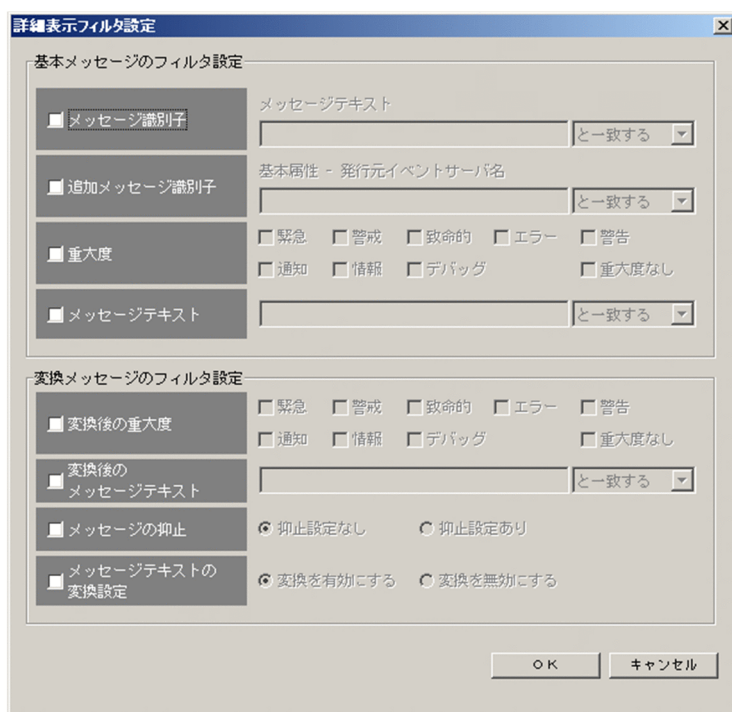 詳細表示フィルタ設定
基本メッセージのフィルタ設定
メッセージ識別子
メッセージテキスト
と一致する
追加メッセージ識別子
基本属性 - 発行元イベントサーバ名
と一致する
重大度
緊急 警戒 致命的 エラー 警告
通知 情報 デバッグ 重大度なし
メッセージテキスト と一致する
変換メッセージのフィルタ設定
変換後の重大度
緊急 警戒 致命的 エラー 警告
通知 情報 デバッグ 重大度なし
変換後の
メッセージテキスト
と一致する
メッセージの抑止 抑止設定なし 抑止設定あり
メッセージテキストの
変換設定
変換を有効にする 変換を無効にする
OK キャンセル